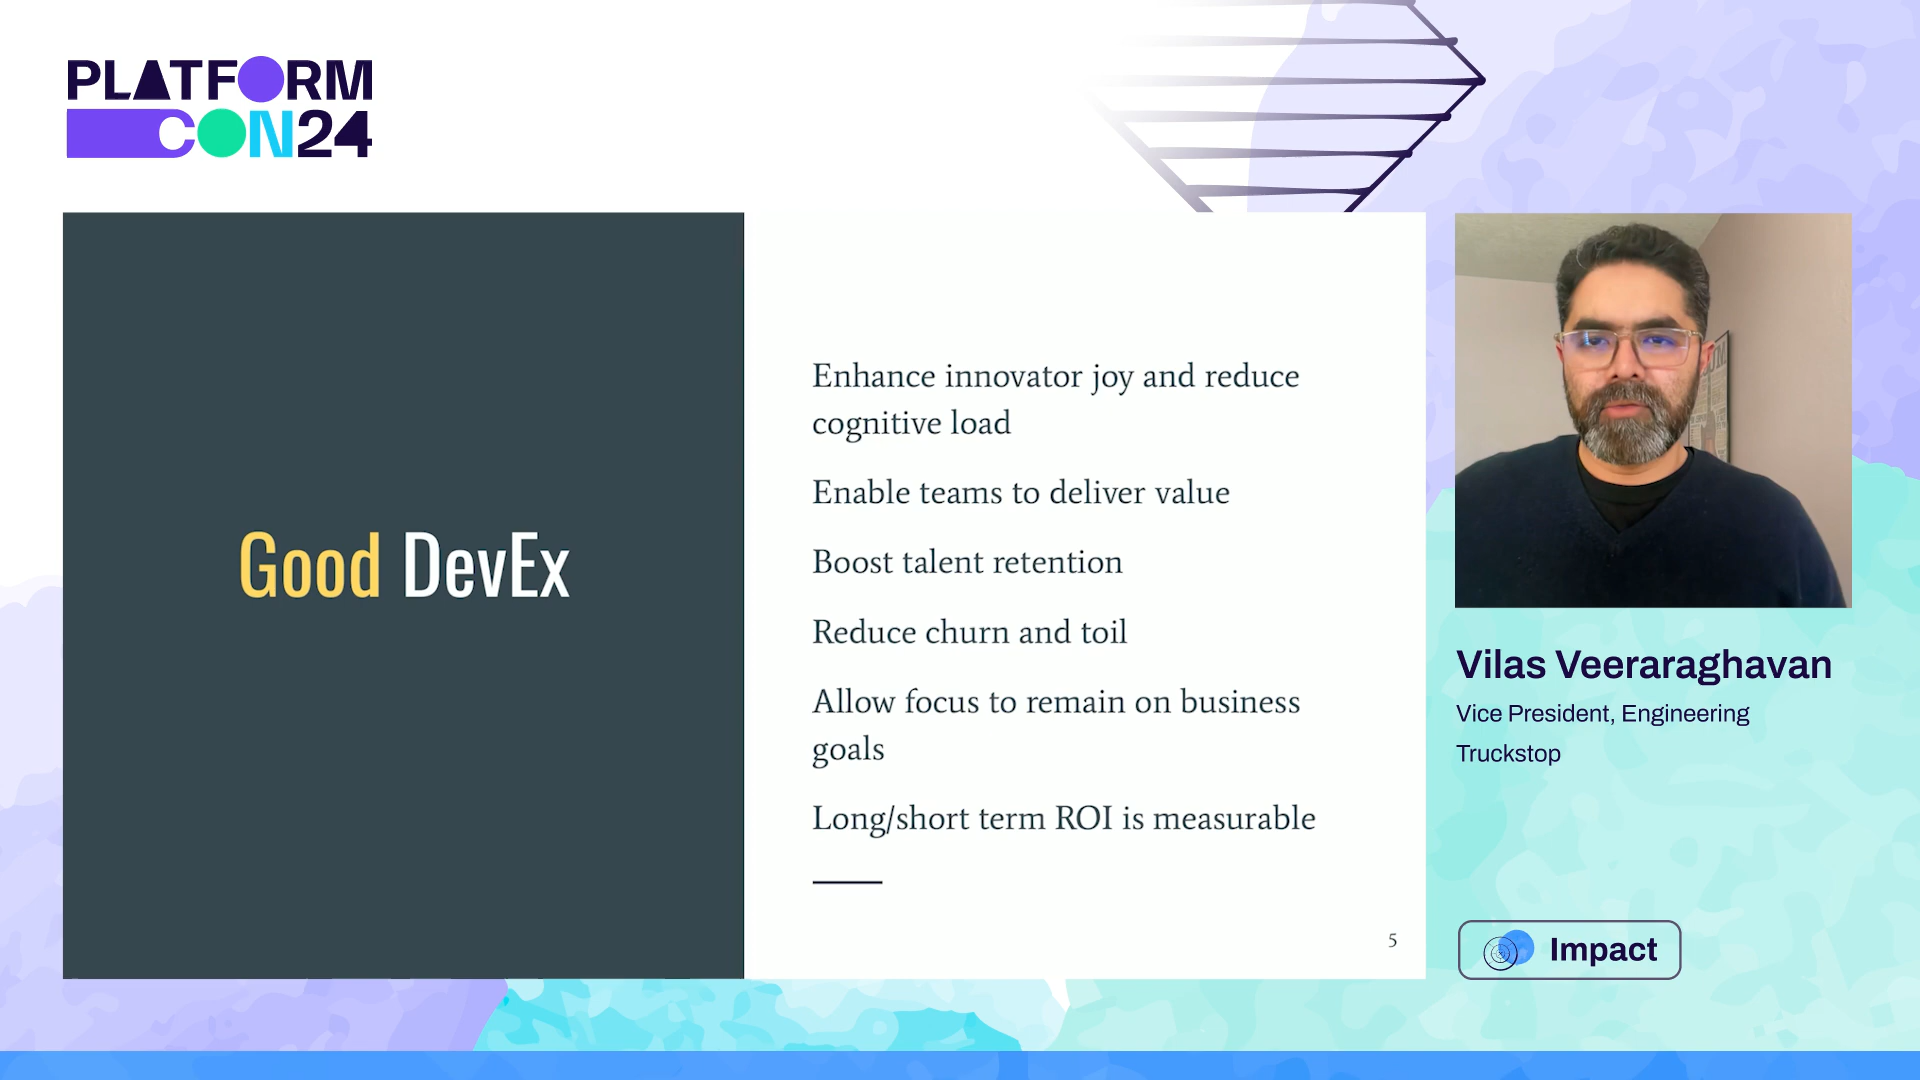 PLATFORM
CON24
Good DevEx
Enhance innovator joy and reduce
cognitive load
Enable teams to deliver value
Boost talent retention
Reduce churn and toil
Allow focus to remain on business
goals
Long/short term ROI is measurable
5
Vilas Veeraraghavan
Vice President, Engineering
Truckstop
Impact